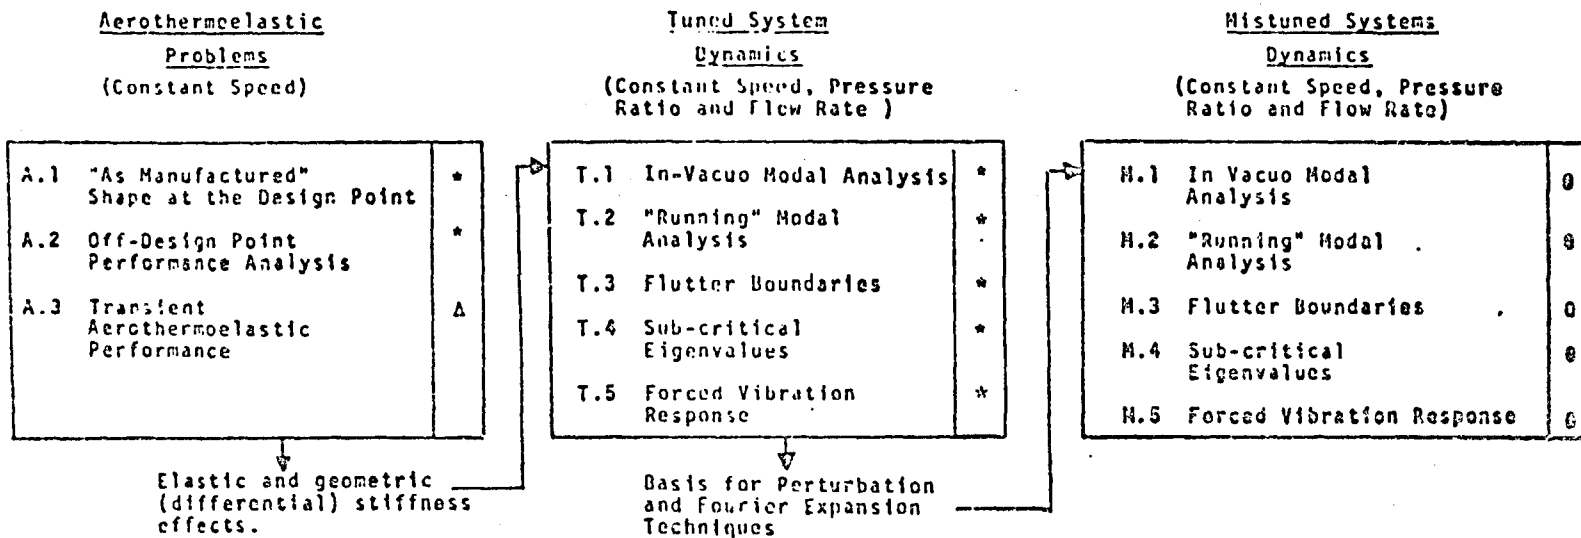 Aerothermoelastic
Problems
(Constant Speed)
A.1 "As Manufactured" *
Shape at the Design Point
A.2 Off-Design Point *
Performance Analysis
A.3 Transient Δ
Aerothermoelastic
Performance
Elastic and geometric
(differential) stiffness
effects.
Tuned System
Dynamics
(Constant Speed, Pressure
Ratio and Flow Rate )
T.1 In-Vacuo Modal Analysis *
T.2 "Running" Modal *
Analysis
T.3 Flutter Boundaries *
T.4 Sub-critical *
Eigenvalues
T.5 Forced Vibration *
Response
Basis for Perturbation
and Fourier Expansion
Techniques
Mistuned Systems
Dynamics
(Constant Speed, Pressure
Ratio and Flow Rate)
M.1 In Vacuo Modal
Analysis
M.2 "Running" Modal
Analysis
M.3 Flutter Boundaries
M.4 Sub-critical
Eigenvalues
M.5 Forced Vibration Response